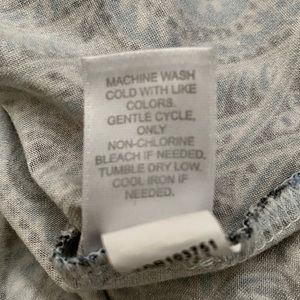 MACHINE WASH
COLD WITH LIKE
COLORS.
GENTLE CYCLE,
ONLY
NON-CHLORINE
BLEACH IF NEEDED,
TUMBLE DRY LOW,
COOL IRON IF
NEEDED.